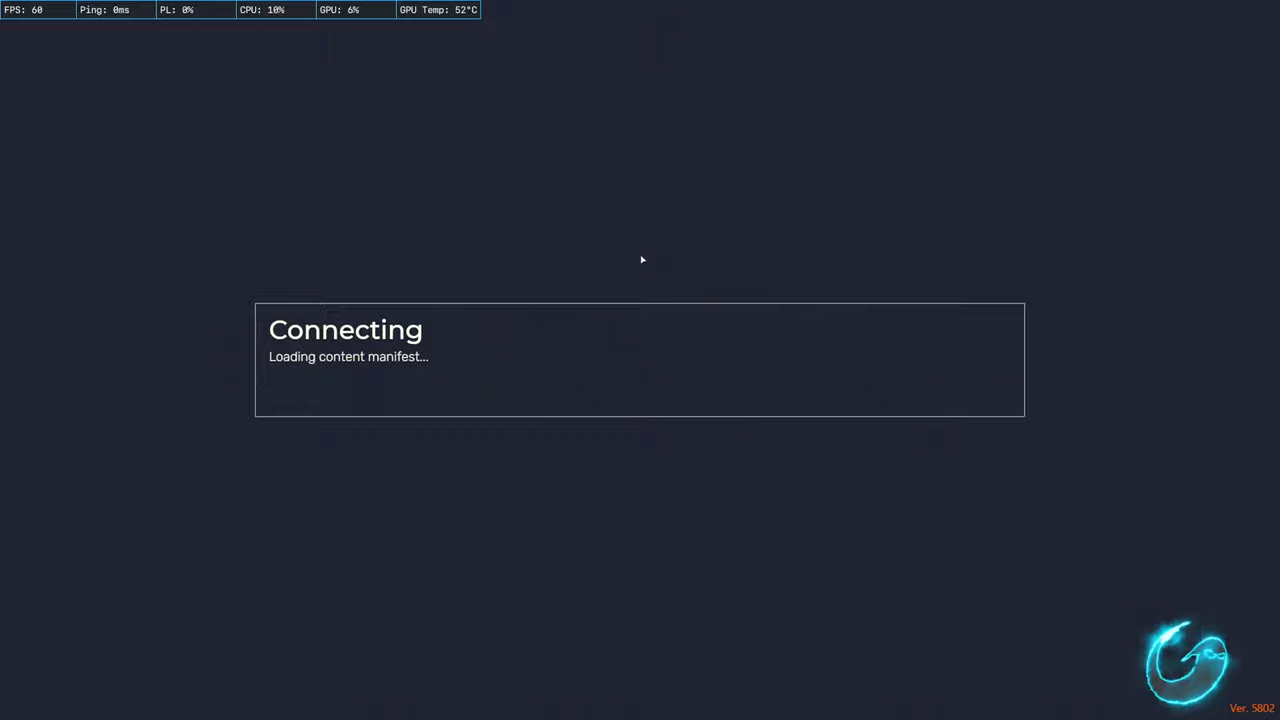 FPS: 60 Ping: 0ms PL: 0% CPU: 10% GPU: 6% GPU Temp: 52°C
Connecting
Loading content manifest...
Ver. 5802